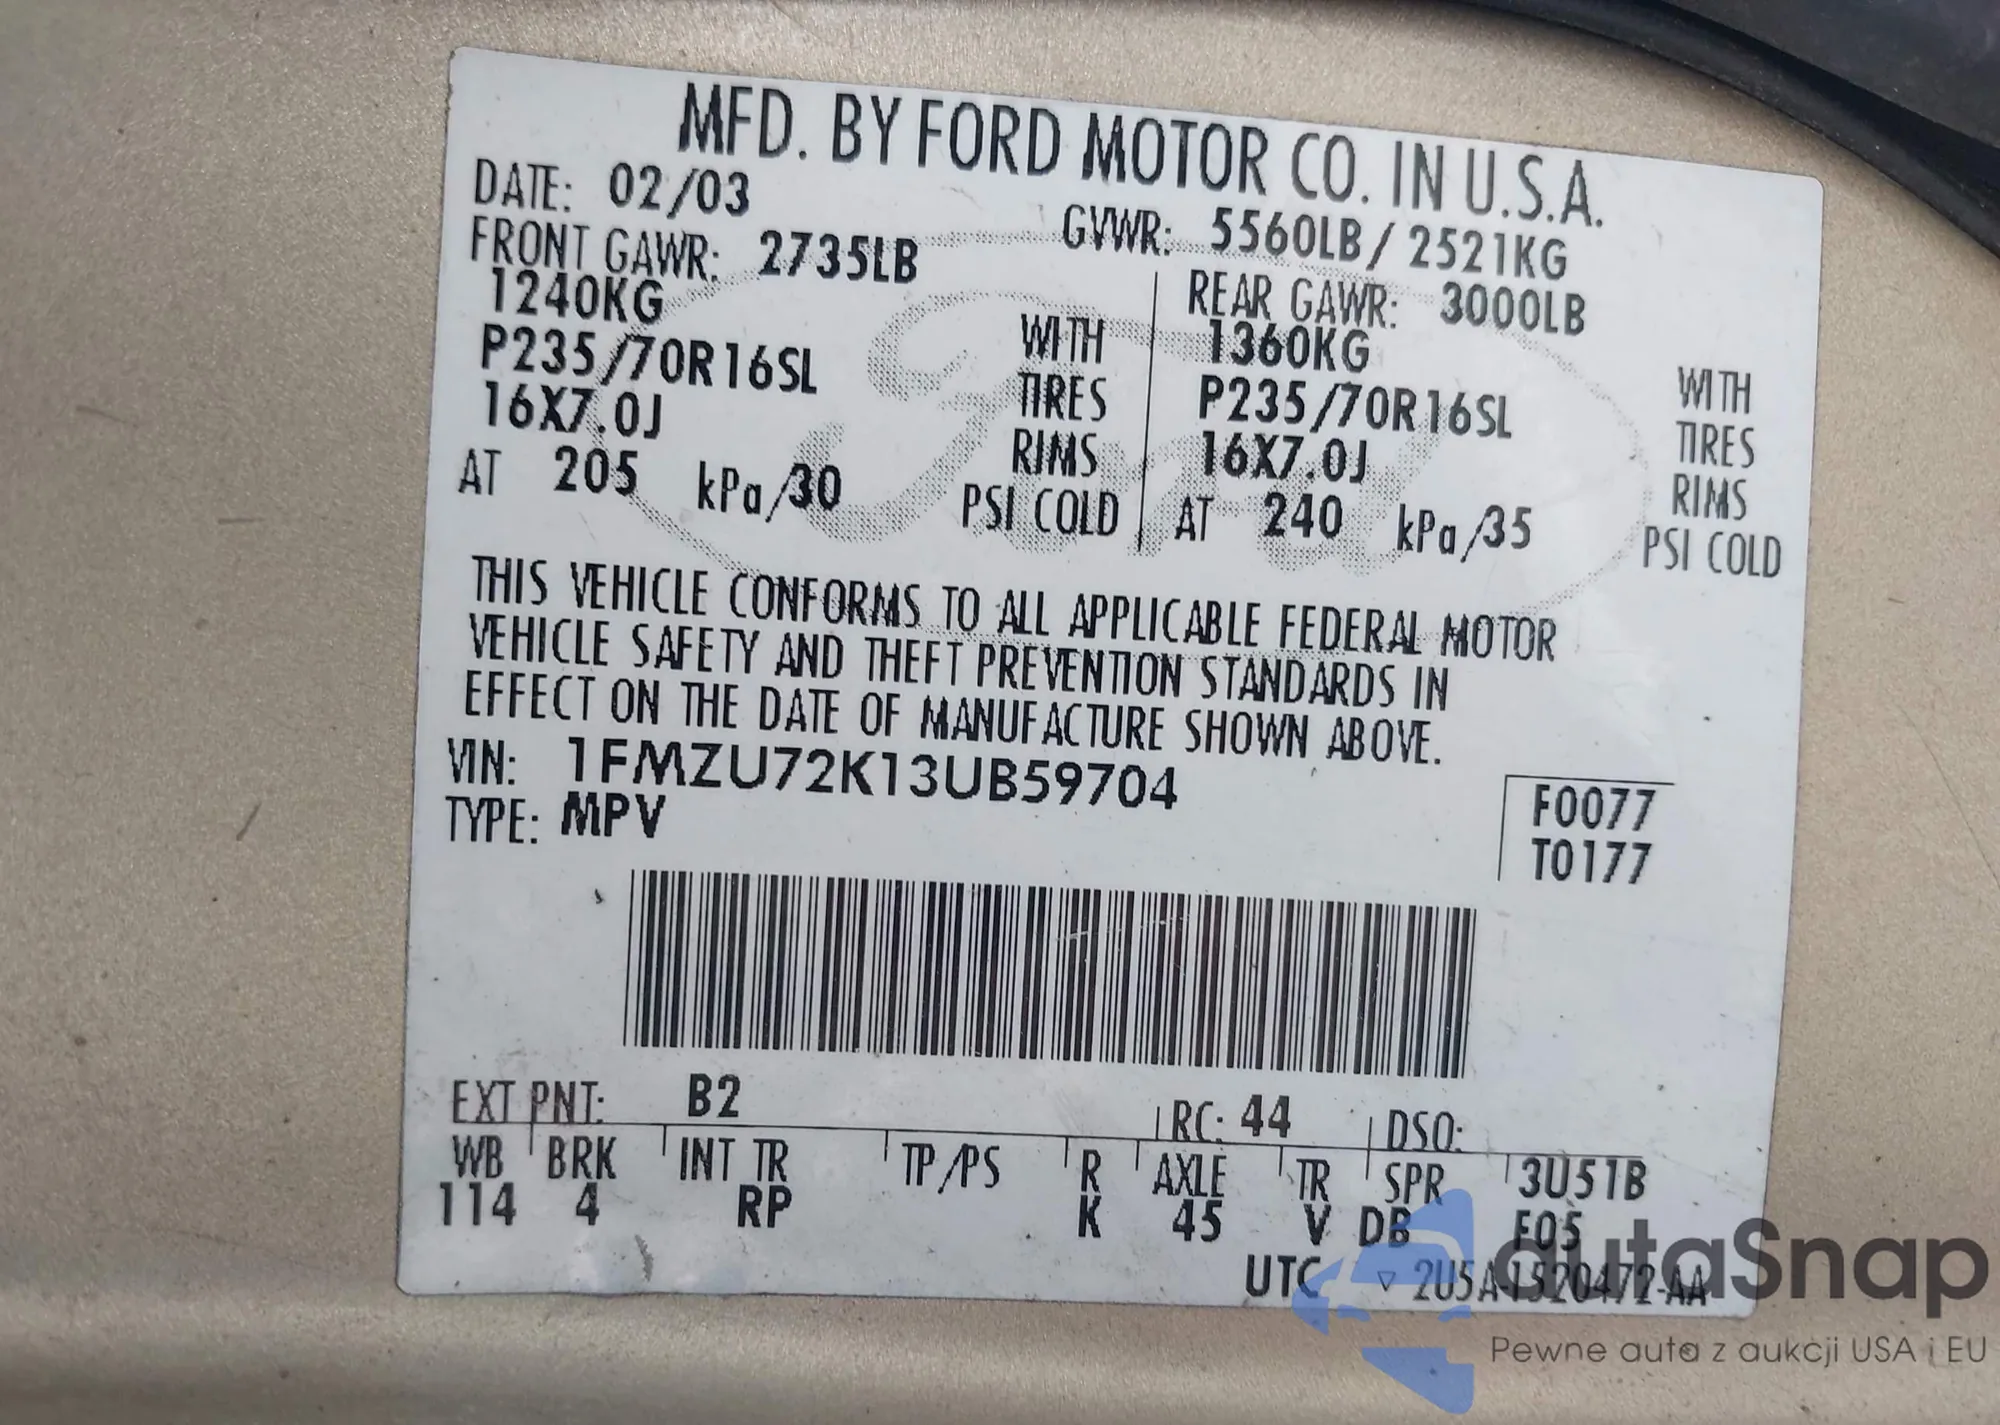 MFD. BY FORD MOTOR CO. IN U.S.A.
DATE: 02/03 GVWR: 5560LB/ 2521KG
FRONT GAWR: 2735LB REAR GAWR: 3000LB
1240KG WITH 1360KG WITH
P235/70R16SL TIRES P235/70R16SL TIRES
16X7.0J RIMS 16X7.0J RIMS
AT 205 kPa/30 PSI COLD AT 240 kPa/35 PSI COLD
THIS VEHICLE CONFORMS TO ALL APPLICABLE FEDERAL MOTOR
VEHICLE SAFETY AND THEFT PREVENTION STANDARDS IN
EFFECT ON THE DATE OF MANUFACTURE SHOWN ABOVE.
VIN: 1FMZU72K13UB59704
TYPE: MPV
F0077
T0177
EXT PNT: B2 RC: 44 DSO:
WB BRK INT TR TP/PS R AXLE TR SPR 3U51B
114 4 RP K 45 V DB F05
UTC ▽ 2U5A-1520472-AA
Ford
autaSnap
Pewne auta z aukcji USA i EU